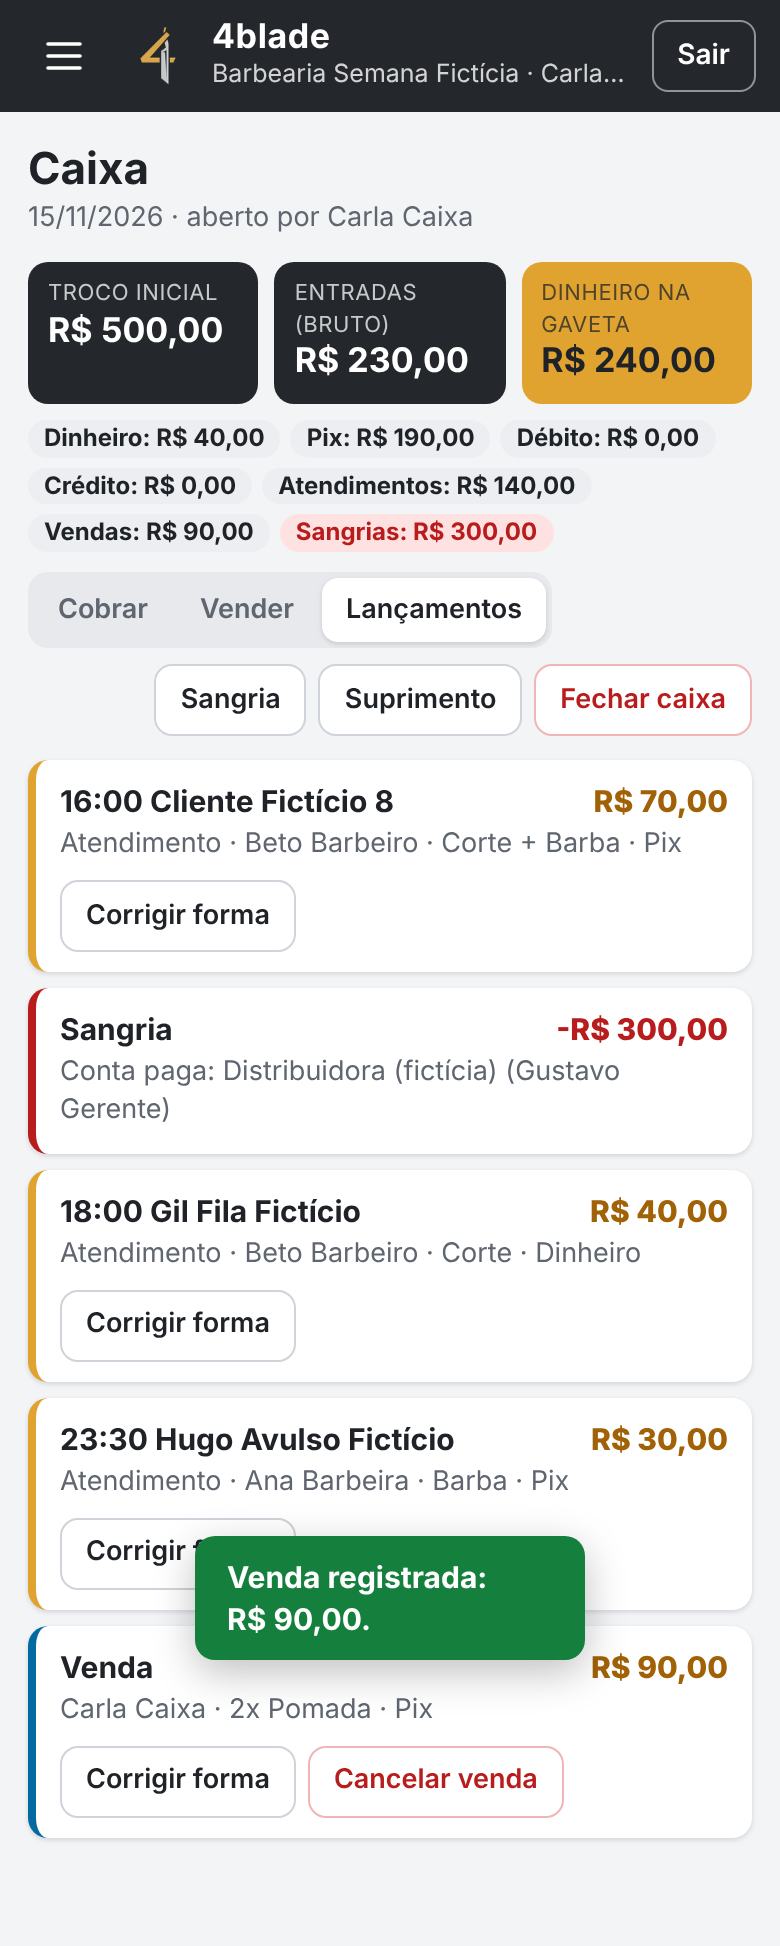 4blade
Barbearia Semana Fictícia · Carla...
Sair
Caixa
15/11/2026 · aberto por Carla Caixa
TROCO INICIAL
R$ 500,00
ENTRADAS
(BRUTO)
R$ 230,00
DINHEIRO NA
GAVETA
R$ 240,00
Dinheiro: R$ 40,00
Pix: R$ 190,00
Débito: R$ 0,00
Crédito: R$ 0,00
Atendimentos: R$ 140,00
Vendas: R$ 90,00
Sangrias: R$ 300,00
Cobrar
Vender
Lançamentos
Sangria
Suprimento
Fechar caixa
16:00 Cliente Fictício 8
R$ 70,00
Atendimento · Beto Barbeiro · Corte + Barba · Pix
Corrigir forma
Sangria
-R$ 300,00
Conta paga: Distribuidora (fictícia) (Gustavo
Gerente)
18:00 Gil Fila Fictício
R$ 40,00
Atendimento · Beto Barbeiro · Corte · Dinheiro
Corrigir forma
23:30 Hugo Avulso Fictício
R$ 30,00
Atendimento · Ana Barbeira · Barba · Pix
Corrigir
Venda registrada:
R$ 90,00.
Venda
R$ 90,00
Carla Caixa · 2x Pomada · Pix
Corrigir forma
Cancelar venda